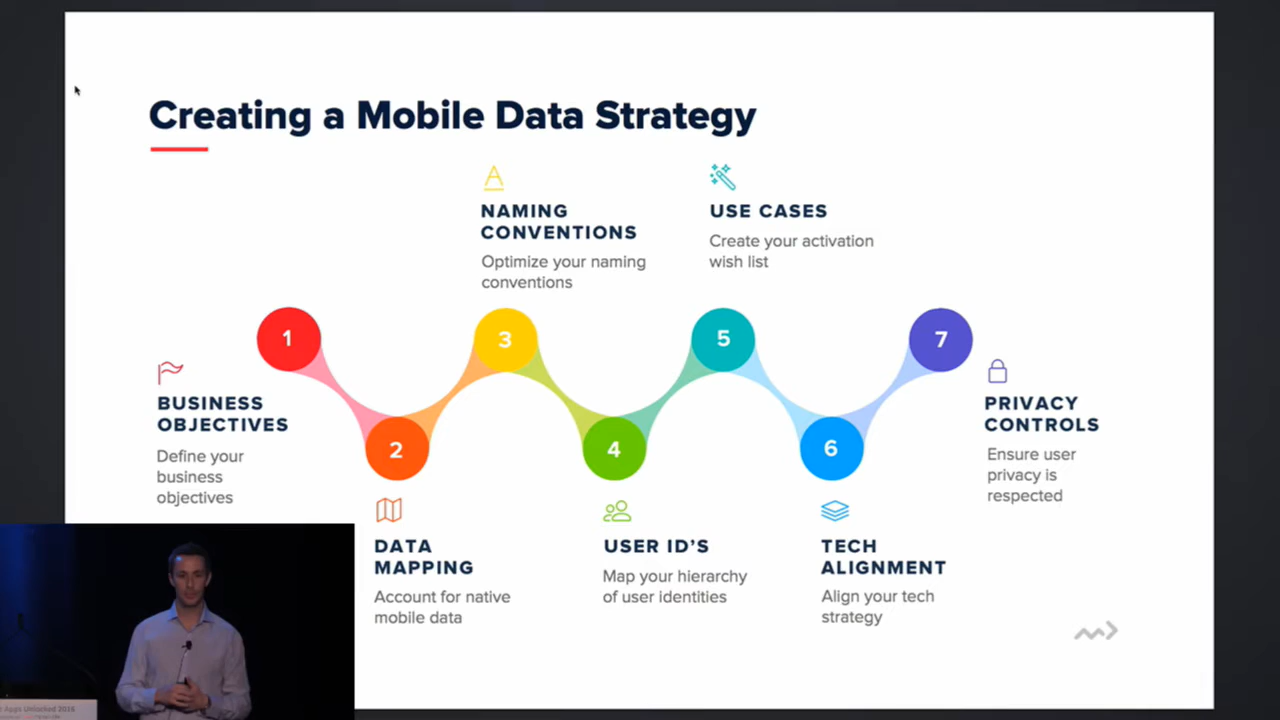 Creating a Mobile Data Strategy
NAMING
CONVENTIONS
Optimize your naming
conventions
USE CASES
Create your activation
wish list
1
3
5
7
BUSINESS
OBJECTIVES
Define your
business
objectives
2
4
6
PRIVACY
CONTROLS
Ensure user
privacy is
respected
DATA
MAPPING
Account for native
mobile data
USER ID’S
Map your hierarchy
of user identities
TECH
ALIGNMENT
Align your tech
strategy
Apps Unlocked 2016